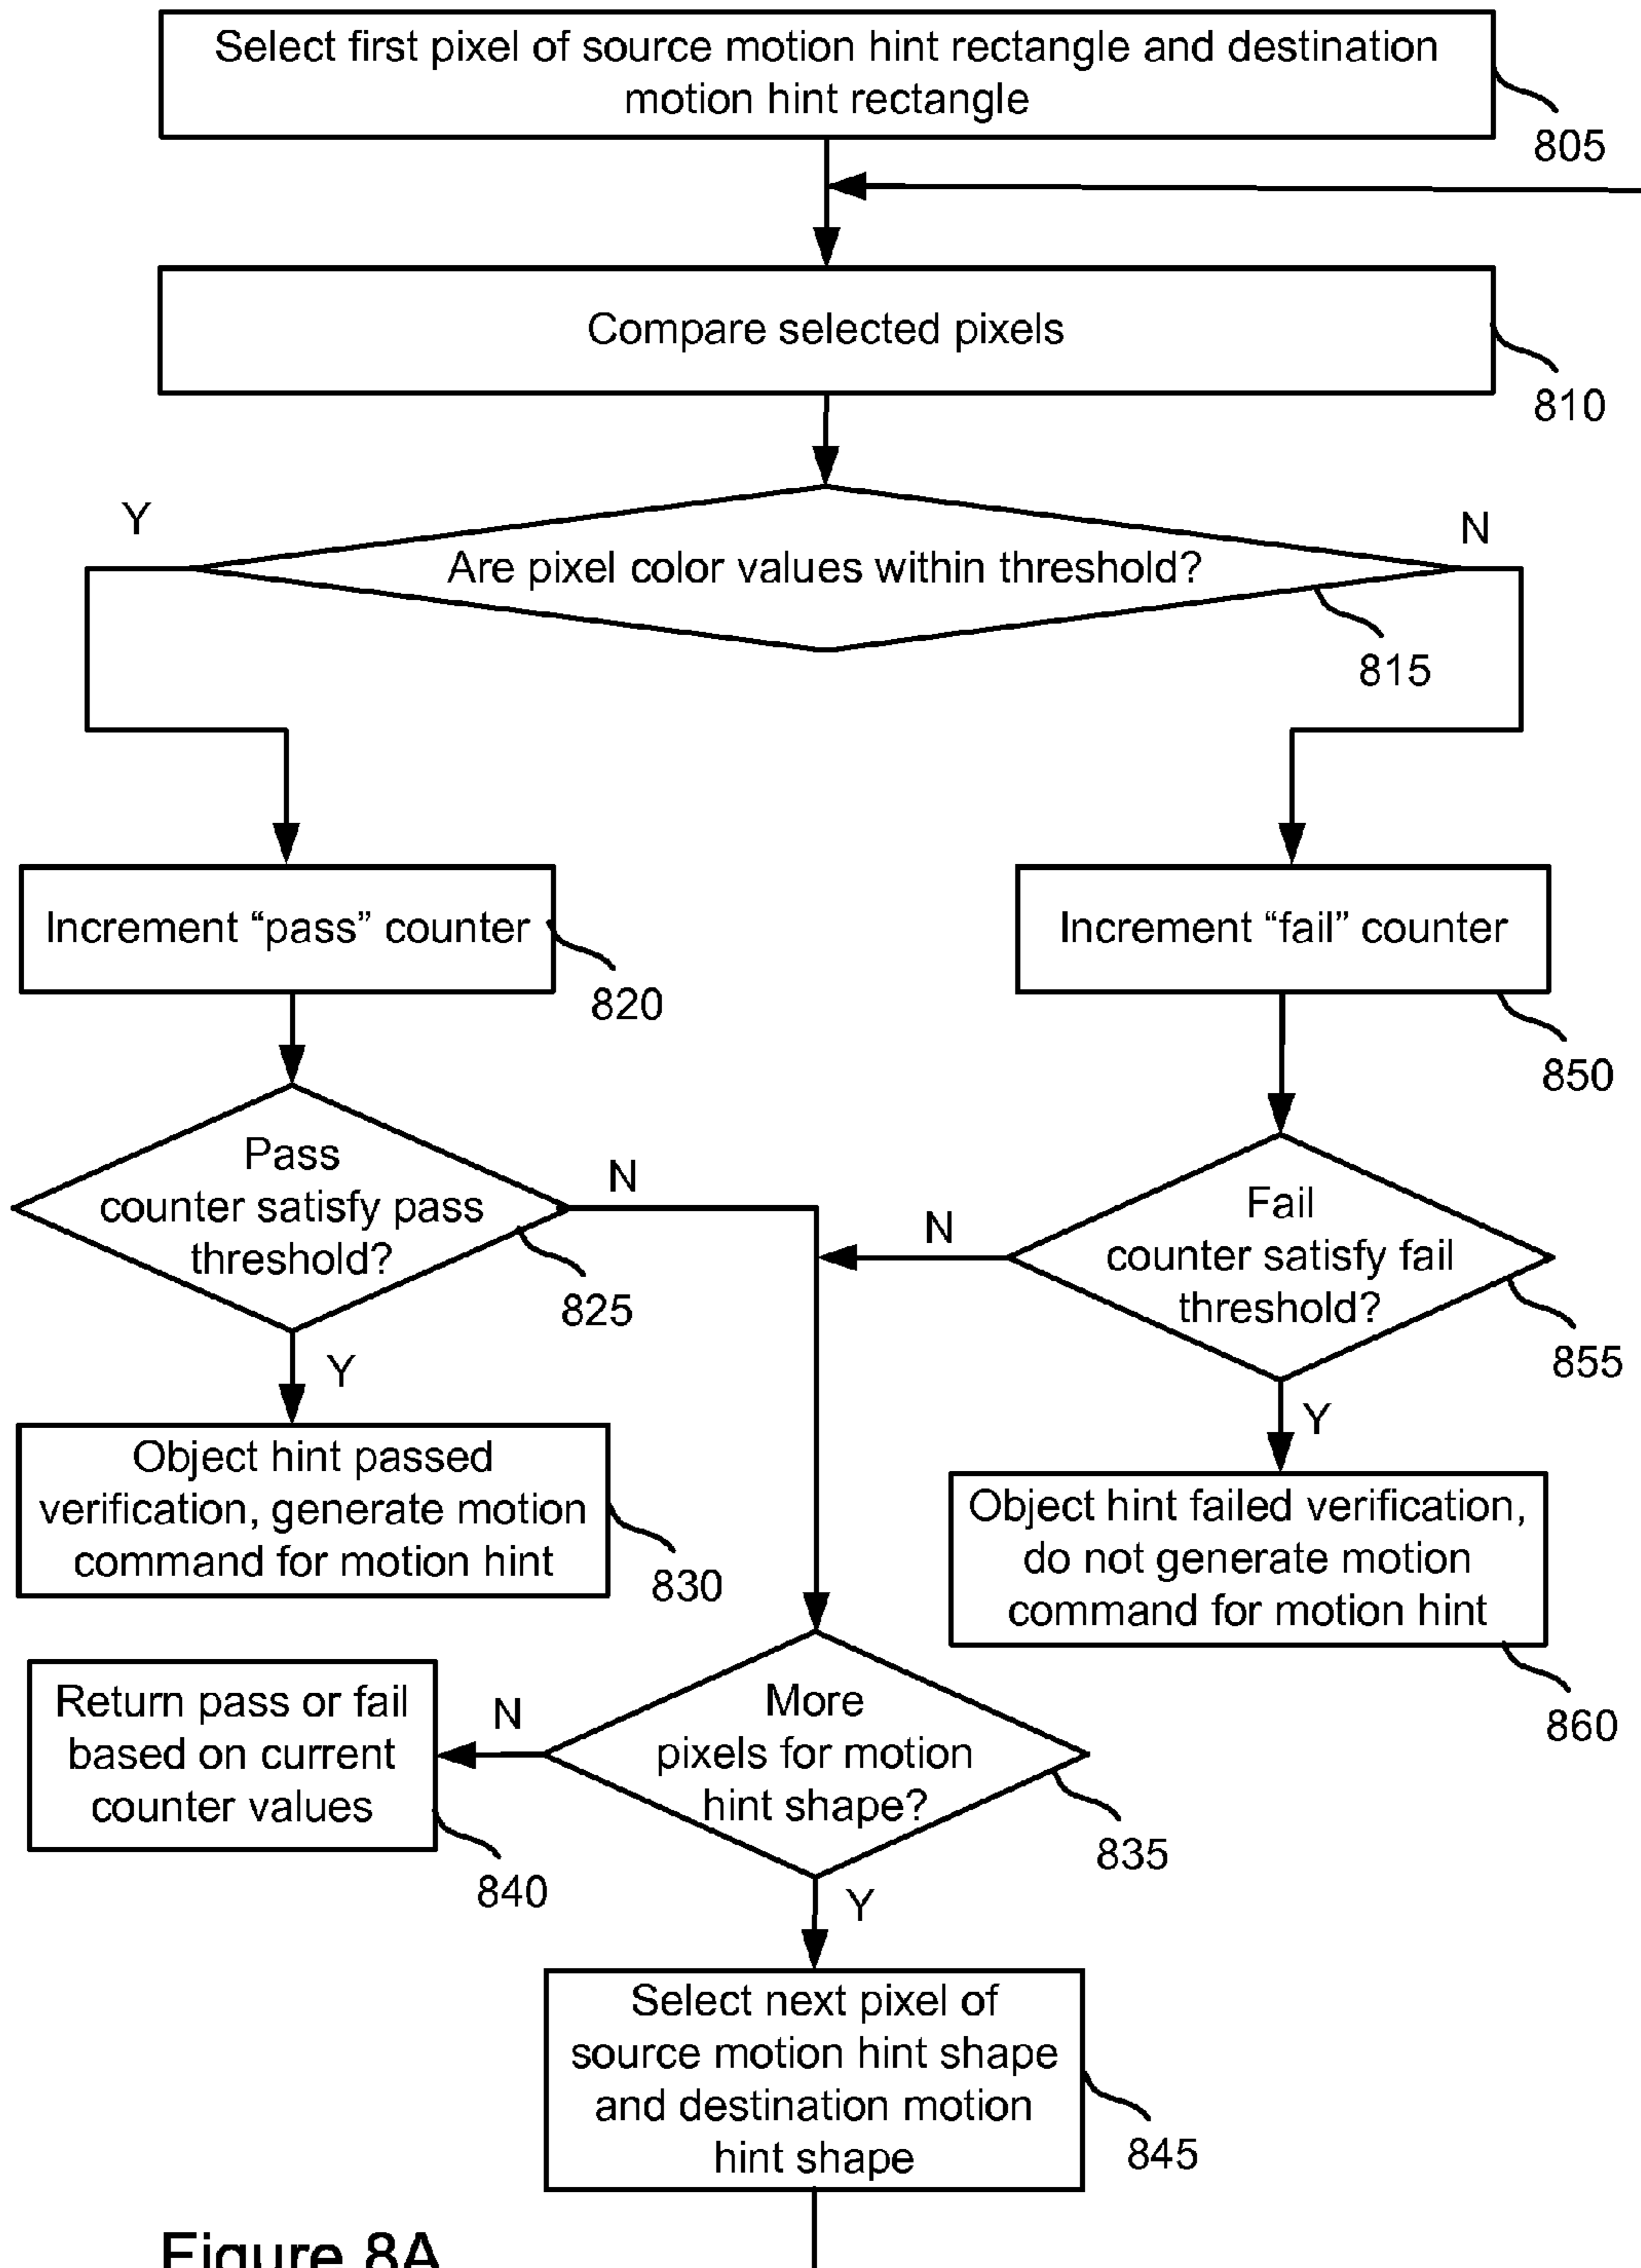 Select first pixel of source motion hint rectangle and destination
motion hint rectangle
805
Compare selected pixels
810
Y
N
Are pixel color values within threshold?
815
Increment “pass” counter
820
Increment “fail” counter
850
Pass
counter satisfy pass
threshold?
825
N
Y
Fail
counter satisfy fail
threshold?
855
N
Y
Object hint passed
verification, generate motion
command for motion hint
830
Object hint failed verification,
do not generate motion
command for motion hint
860
More
pixels for motion
hint shape?
835
N
Y
Return pass or fail
based on current
counter values
840
Select next pixel of
source motion hint shape
and destination motion
hint shape
845
Figure 8A